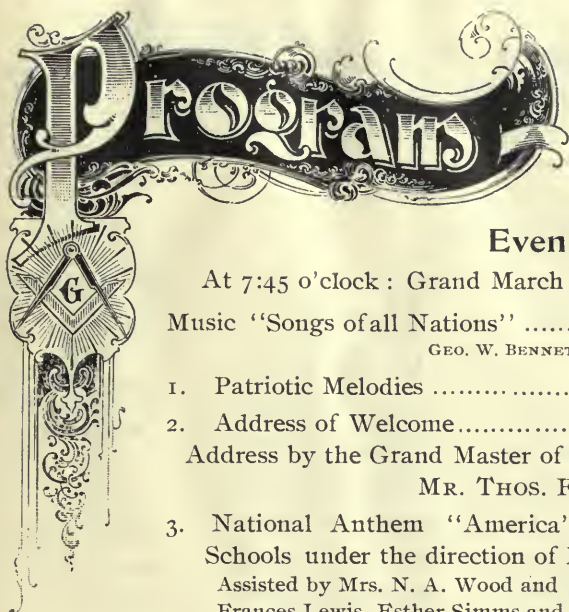 Program
G
Even
At 7:45 o'clock : Grand March
Music "Songs of all Nations" ......
GEO. W. BENNET
1. Patriotic Melodies ..................
2. Address of Welcome.............
Address by the Grand Master of
MR. THOS. F
3. National Anthem "America"
Schools under the direction of
Assisted by Mrs. N. A. Wood and
Frances Lewis, Esther Simms and